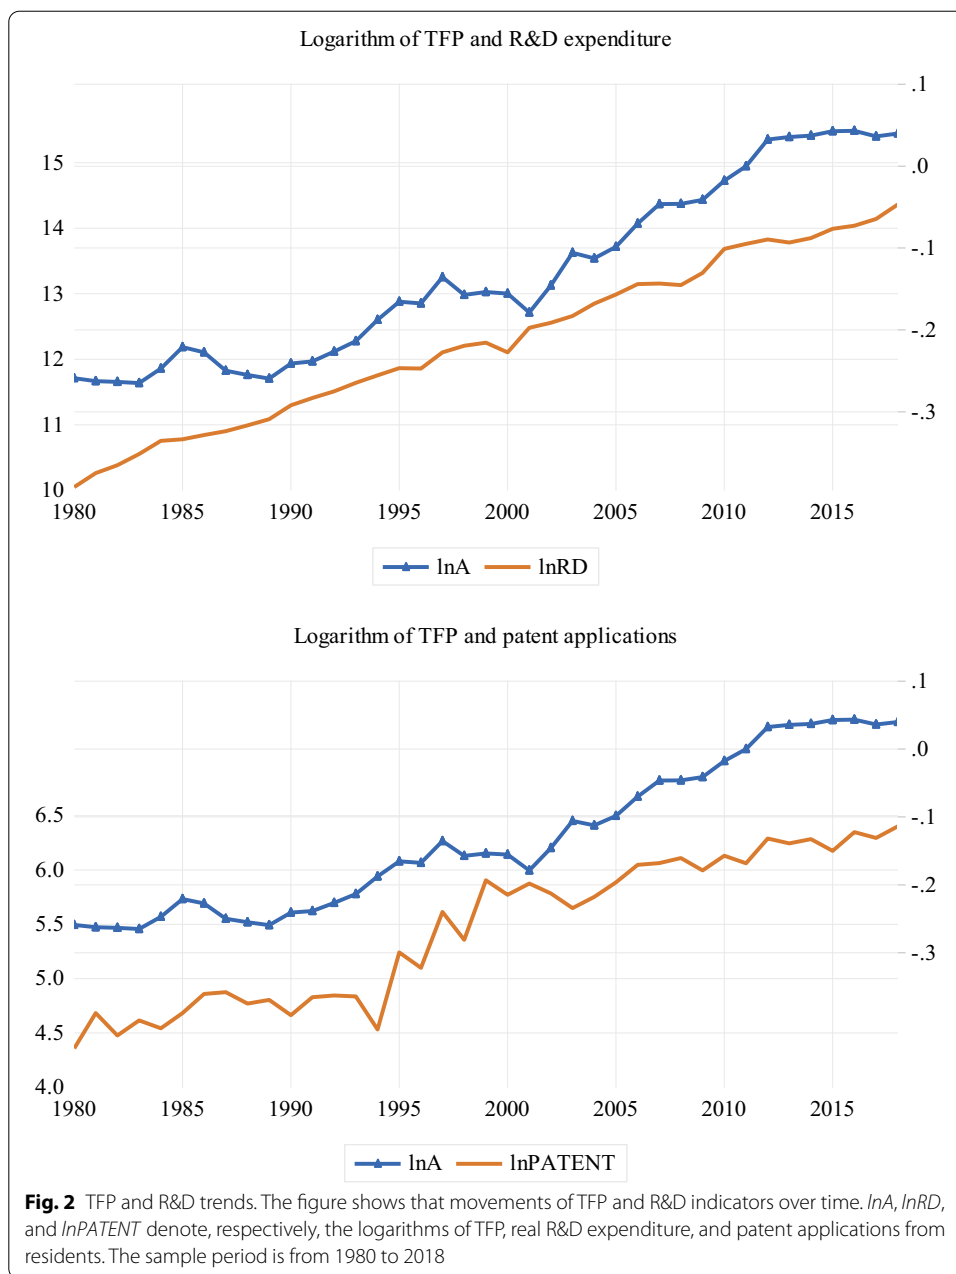 Logarithm of TFP and R&D expenditure
.1
15
.0
14
-.1
13
-.2
12
-.3
11
10
1980 1985 1990 1995 2000 2005 2010 2015
lnA lnRD
Logarithm of TFP and patent applications
.1
.0
6.5
-.1
6.0
-.2
5.5
-.3
5.0
4.5
4.0
1980 1985 1990 1995 2000 2005 2010 2015
lnA lnPATENT
Fig. 2 TFP and R&D trends. The figure shows that movements of TFP and R&D indicators over time. lnA, lnRD,
and lnPATENT denote, respectively, the logarithms of TFP, real R&D expenditure, and patent applications from
residents. The sample period is from 1980 to 2018